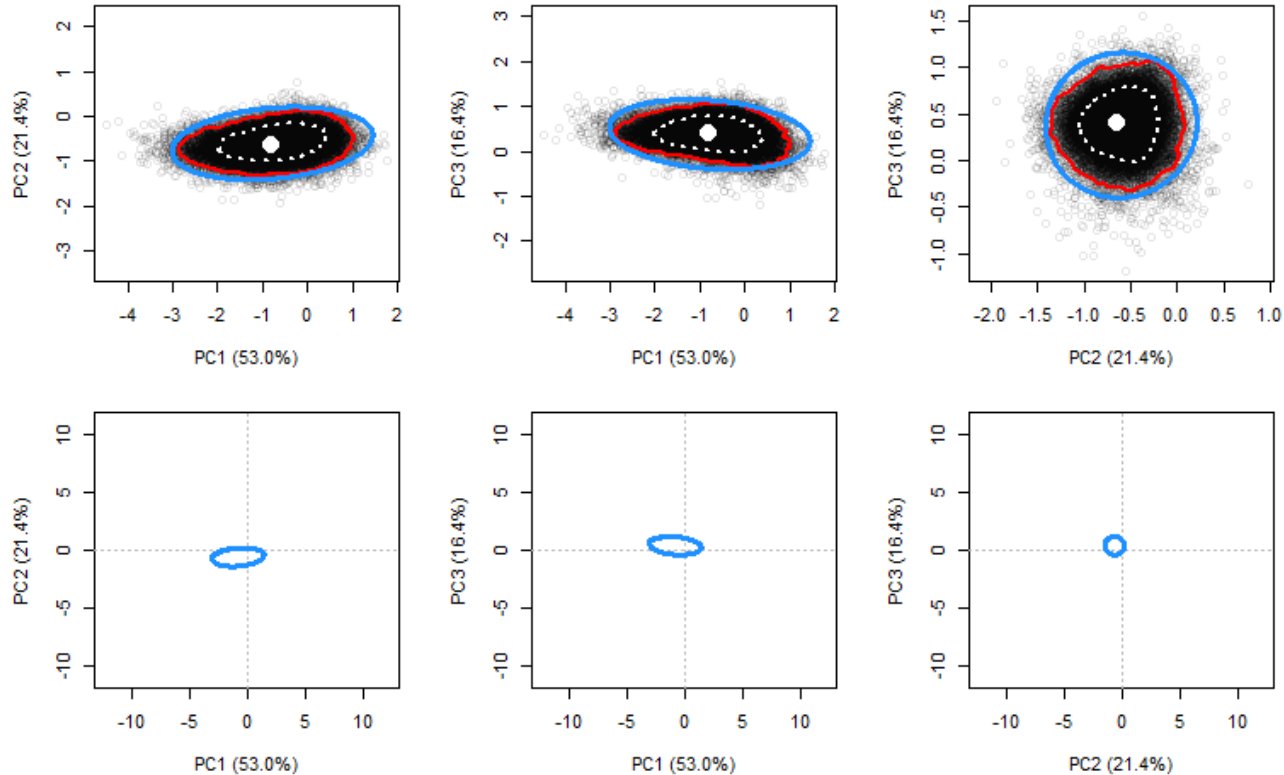 2 1 0 -1 -2 -3
PC2 (21.4%)
-4 -3 -2 -1 0 1 2
PC1 (53.0%)
3 2 1 0 -1 -2
PC3 (16.4%)
-3 -2 -1 0 1 2
PC1 (53.0%)
1.5 1.0 0.5 0.0 -0.5 -1.0
PC3 (16.4%)
-2.0 -1.5 -1.0 -0.5 0.0 0.5 1.0
PC2 (21.4%)
10 5 0 -5 -10
PC2 (21.4%)
-10 -5 0 5 10
PC1 (53.0%)
10 5 0 -5 -10
PC3 (16.4%)
-10 -5 0 5 10
PC1 (53.0%)
10 5 0 -5 -10
PC3 (16.4%)
-10 -5 0 5 10
PC2 (21.4%)